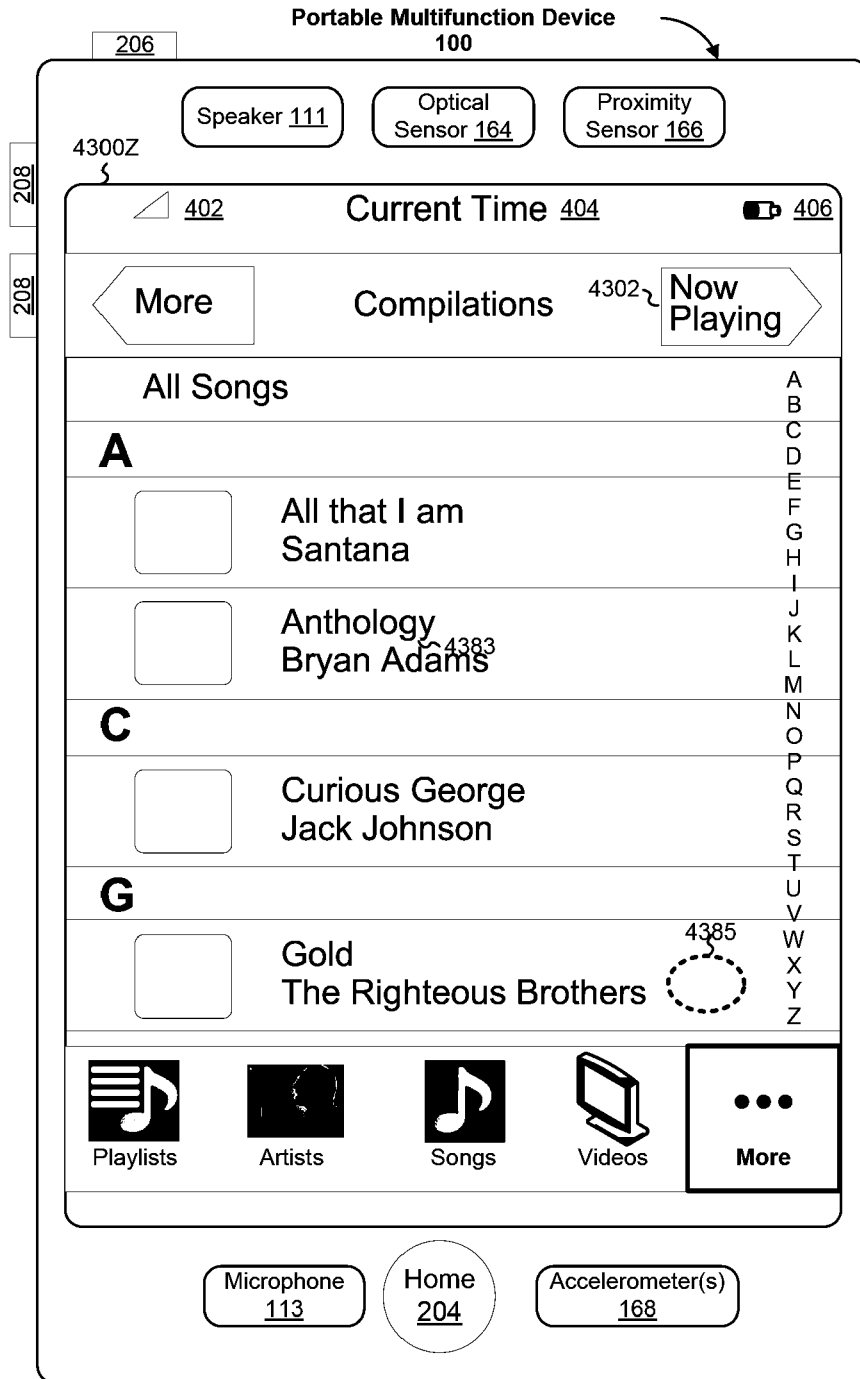 Portable Multifunction Device
100
206
Speaker 111
Optical
Sensor 164
Proximity
Sensor 166
4300Z
208
208
402
Current Time 404
406
More
Compilations
4302
Now
Playing
All Songs
A
All that I am
Santana
Anthology
Bryan Adams
4383
C
Curious George
Jack Johnson
G
Gold
The Righteous Brothers
4385
A
B
C
D
E
F
G
H
I
J
K
L
M
N
O
P
Q
R
S
T
U
V
W
X
Y
Z
Playlists
Artists
Songs
Videos
More
Microphone
113
Home
204
Accelerometer(s)
168